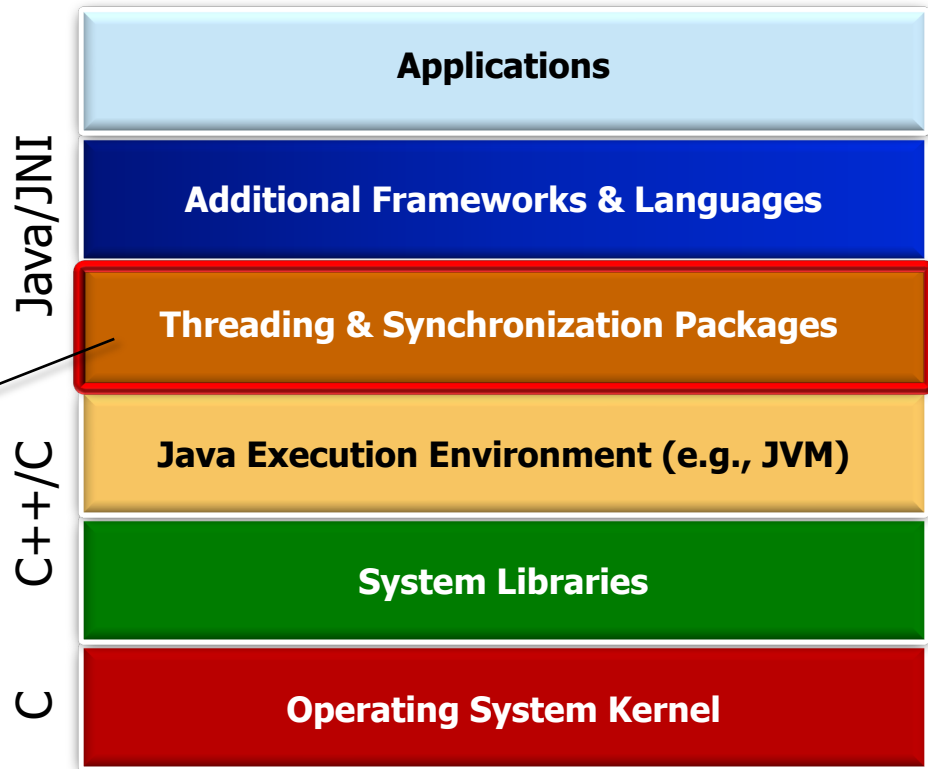 Applications
Java/JNI
Additional Frameworks & Languages
Threading & Synchronization Packages
C++/C
Java Execution Environment (e.g., JVM)
System Libraries
C
Operating System Kernel